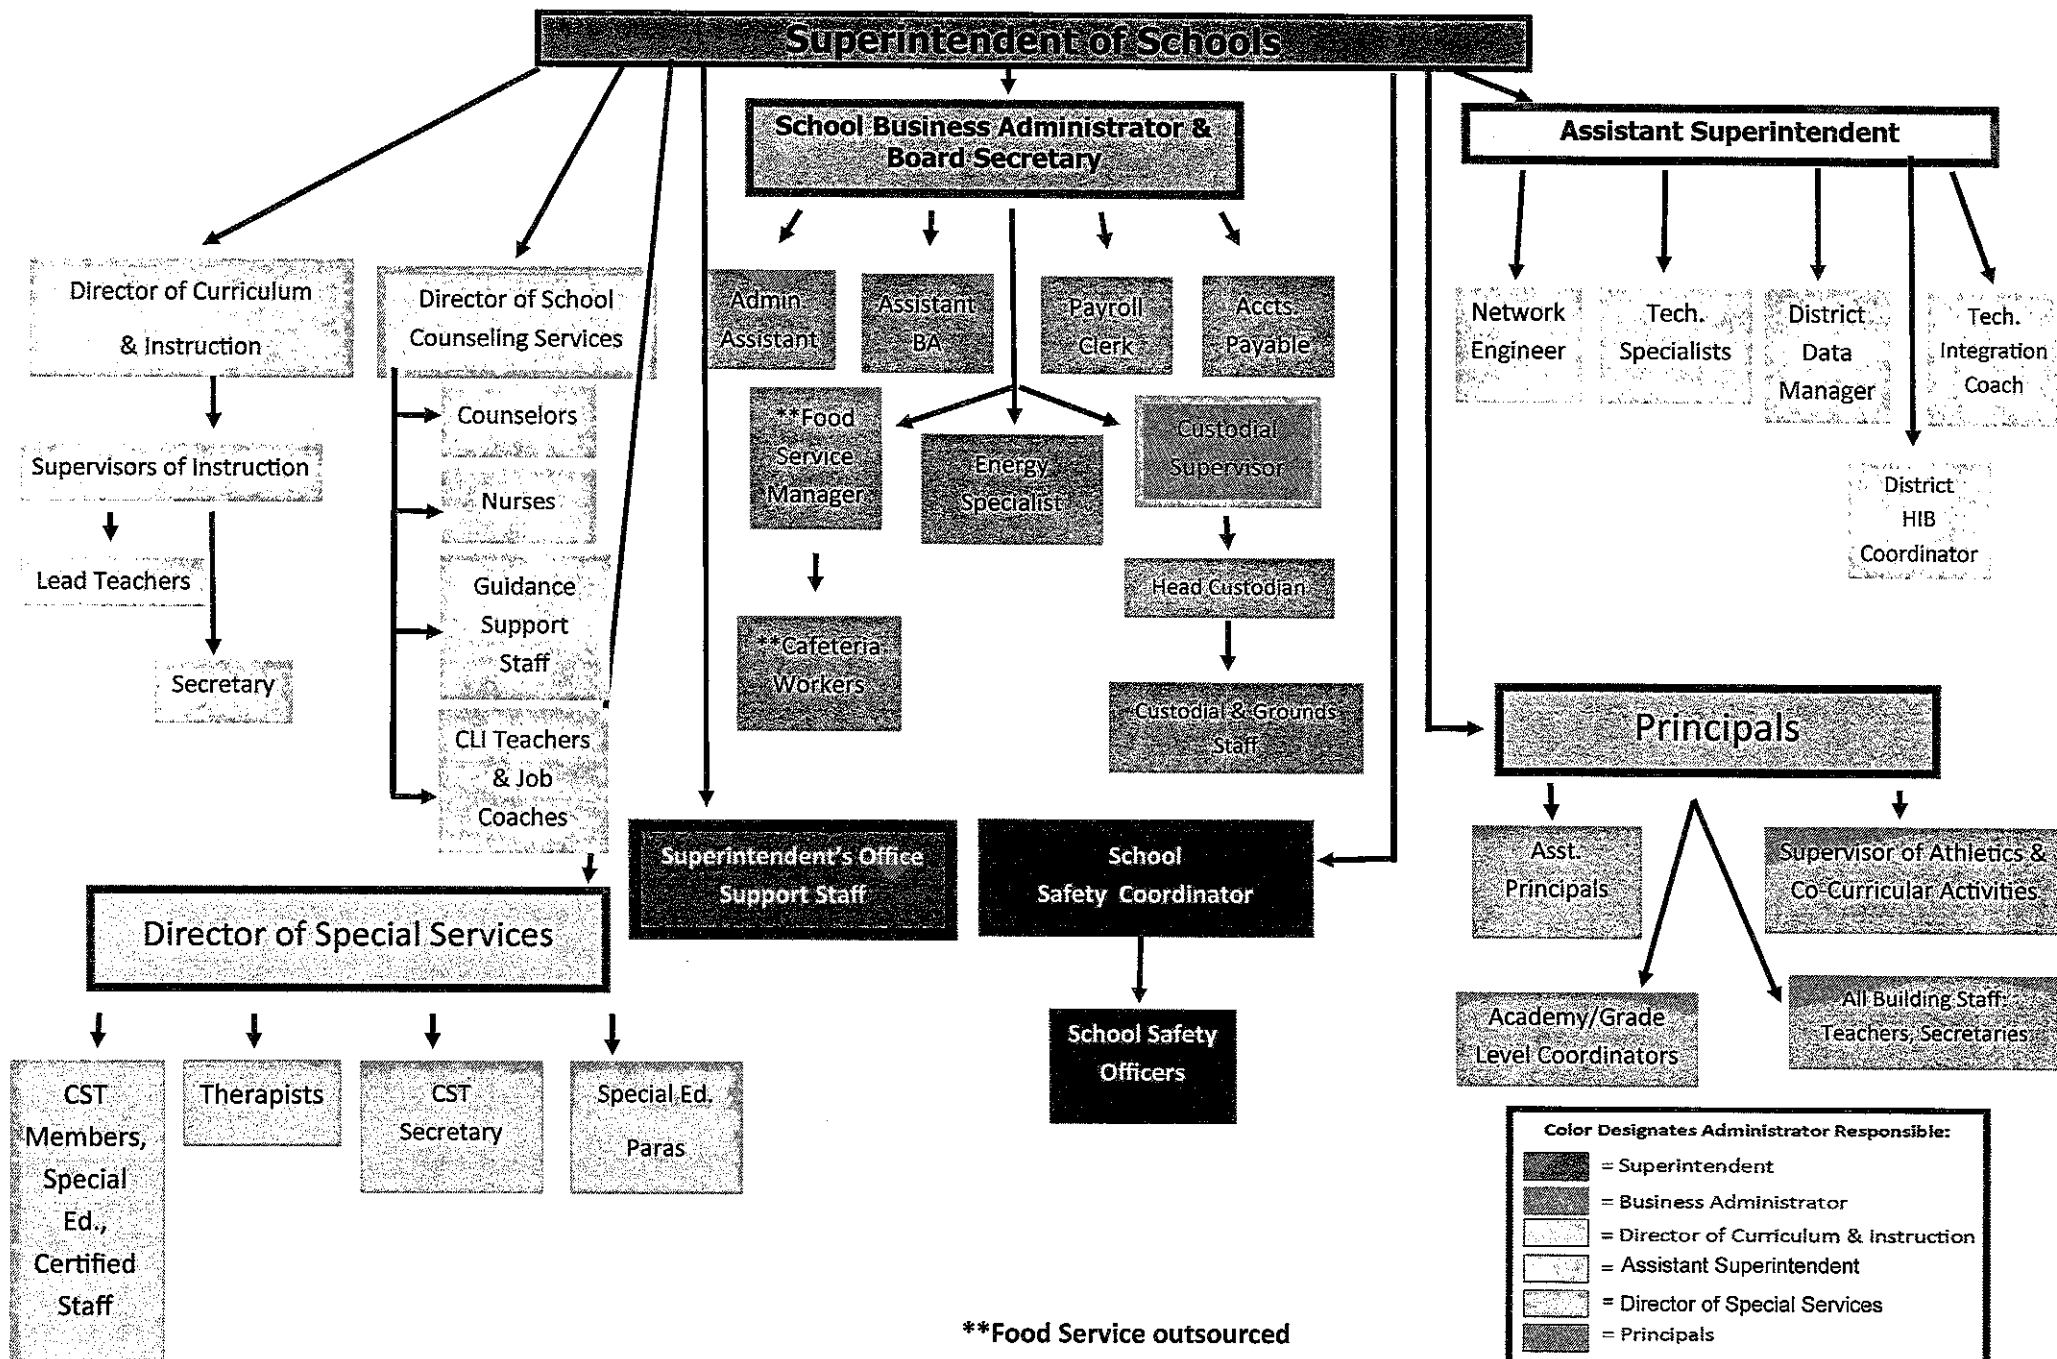 Superintendent of Schools
School Business Administrator &
Board Secretary
Assistant Superintendent
Director of Curriculum
& Instruction
Director of School
Counseling Services
Admin.
Assistant
Assistant
BA
Payroll
Clerk
Accts.
Payable
Network
Engineer
Tech.
Specialists
District
Data
Manager
Tech.
Integration
Coach
Counselors
Supervisors of Instruction
Nurses
**Food
Service
Manager
Energy
Specialist
Custodial
Supervisor
District
HIB
Coordinator
Lead Teachers
Guidance
Support
Staff
Head Custodian
Secretary
**Cafeteria
Workers
Custodial & Grounds
Staff
Principals
CLI Teachers
& Job
Coaches
Superintendent's Office
Support Staff
School
Safety Coordinator
Asst.
Principals
Supervisor of Athletics &
Co-Curricular Activities
Director of Special Services
School Safety
Officers
Academy/Grade
Level Coordinators
All Building Staff:
Teachers, Secretaries
CST
Members,
Special
Ed.,
Certified
Staff
Therapists
CST
Secretary
Special Ed.
Paras
Color Designates Administrator Responsible:
= Superintendent
= Business Administrator
= Director of Curriculum & Instruction
= Assistant Superintendent
= Director of Special Services
= Principals
**Food Service outsourced